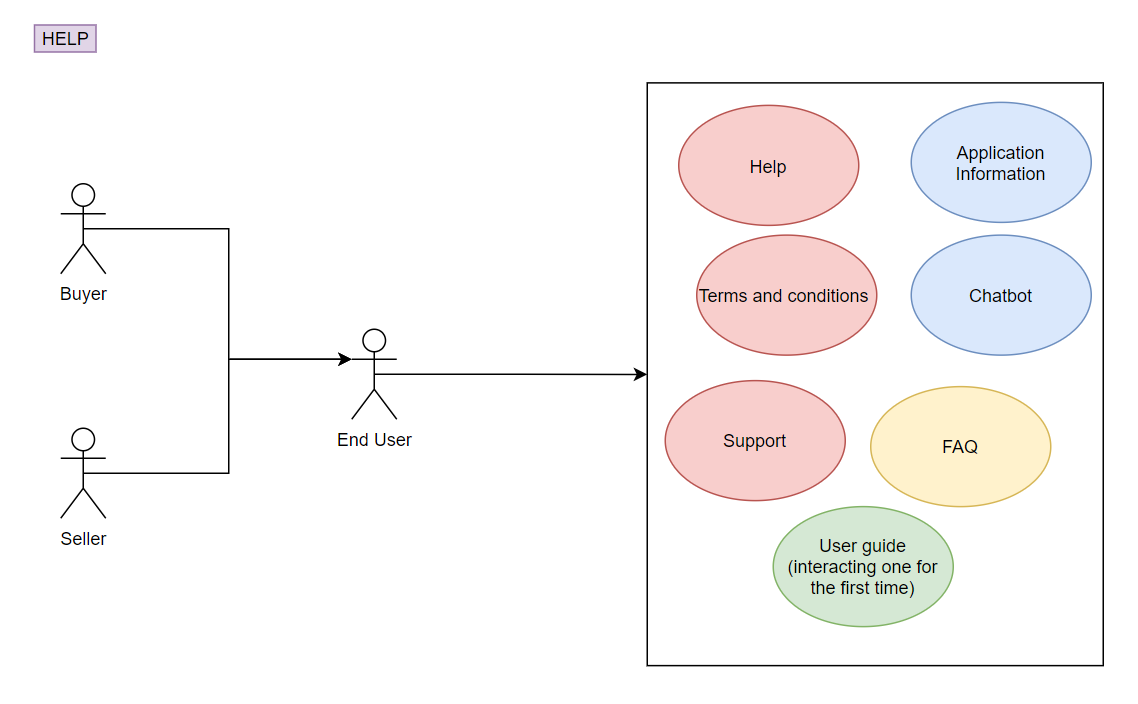 HELP
Buyer
Seller
End User
Help
Application
Information
Terms and conditions
Chatbot
Support
FAQ
User guide
(interacting one for
the first time)